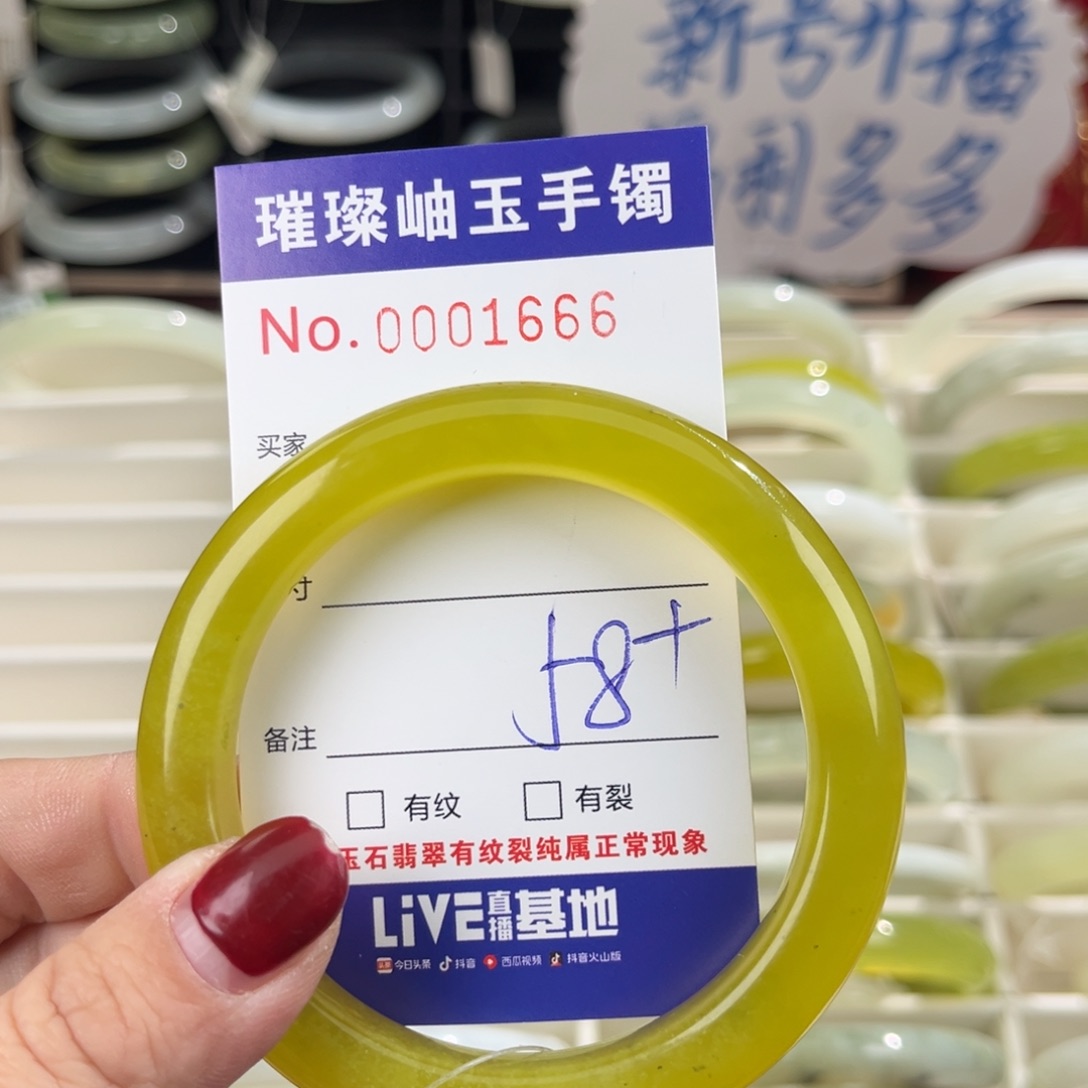 新号开播
福利多多
璀璨岫玉手镯
No.0001666
买家
寸
58+
备注
有纹 有裂
玉石翡翠有纹裂纯属正常现象
LiVE直播基地
今日头条 抖音 西瓜视频 抖音火山版